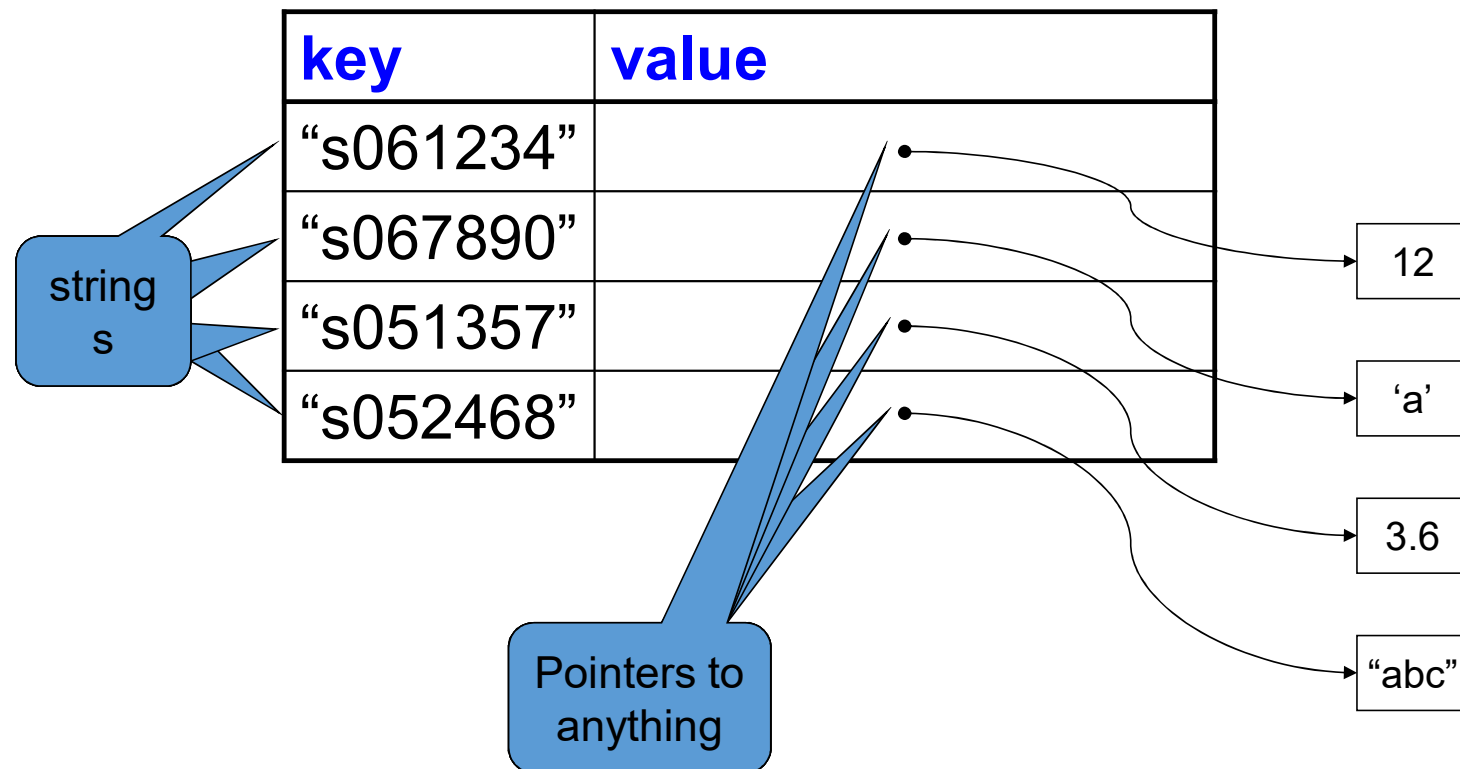 key value
“s061234”
“s067890”
“s051357”
“s052468”
string
s
Pointers to
anything
12
‘a’
3.6
“abc”